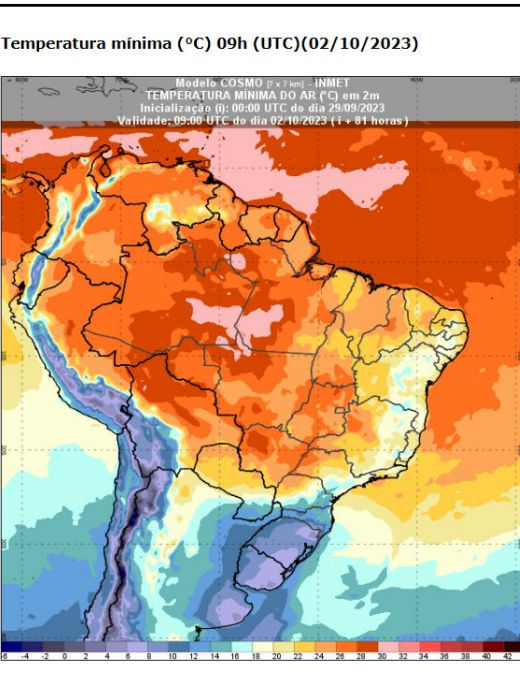 Temperatura mínima (ºC) 09h (UTC)(02/10/2023)
Modelo COSMO [7 x 7 km] - INMET
TEMPERATURA MÍNIMA DO AR (°C) em 2m
Inicialização (i): 00:00 UTC do dia 29/09/2023
Validade: 09:00 UTC do dia 02/10/2023 ( i + 81 horas )
-6 -4 -2 0 2 4 6 8 10 12 14 16 18 20 22 24 26 28 30 32 34 36 38 40 42